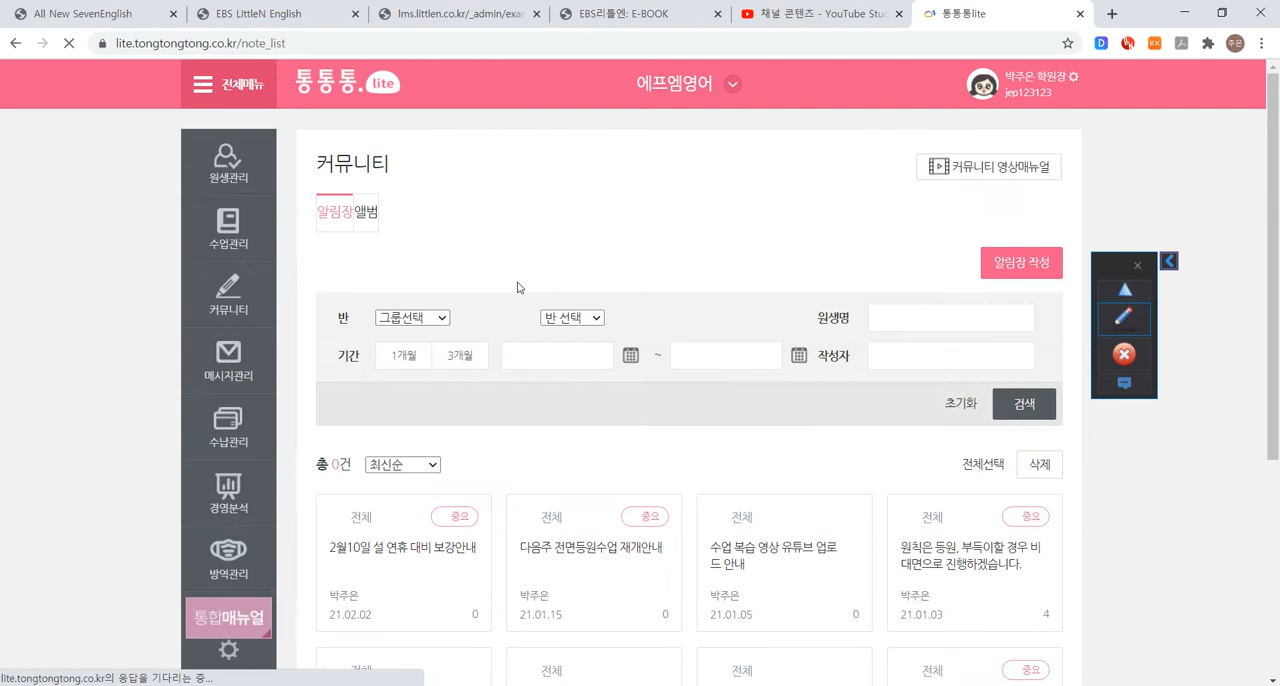 All New SevenEnglish
EBS LittleN English
lms.littlen.co.kr/_admin/exar
EBS리틀엔: E-BOOK
채널 콘텐츠 - YouTube Stu
통통통lite
lite.tongtongtong.co.kr/note_list
주은
전체메뉴
통통통.lite
에프엠영어
박주은 학원장
jep123123
원생관리
수업관리
커뮤니티
메시지관리
수납관리
경영분석
방역관리
통합매뉴얼
커뮤니티
커뮤니티 영상매뉴얼
알림장 앨범
알림장 작성
반 그룹선택 반 선택 원생명
기간 1개월 3개월 ~ 작성자
초기화 검색
총 0건 최신순 전체선택 삭제
전체 중요
2월10일 설 연휴 대비 보강안내
박주은
21.02.02 0
전체 중요
다음주 전면등원수업 재개안내
박주은
21.01.15 0
전체
수업 복습 영상 유튜브 업로
드 안내
박주은
21.01.05 0
전체 중요
원칙은 등원, 부득이할 경우 비
대면으로 진행하겠습니다.
박주은
21.01.03 4
전체
전체
전체
전체 중요
lite.tongtongtong.co.kr의 응답을 기다리는 중...